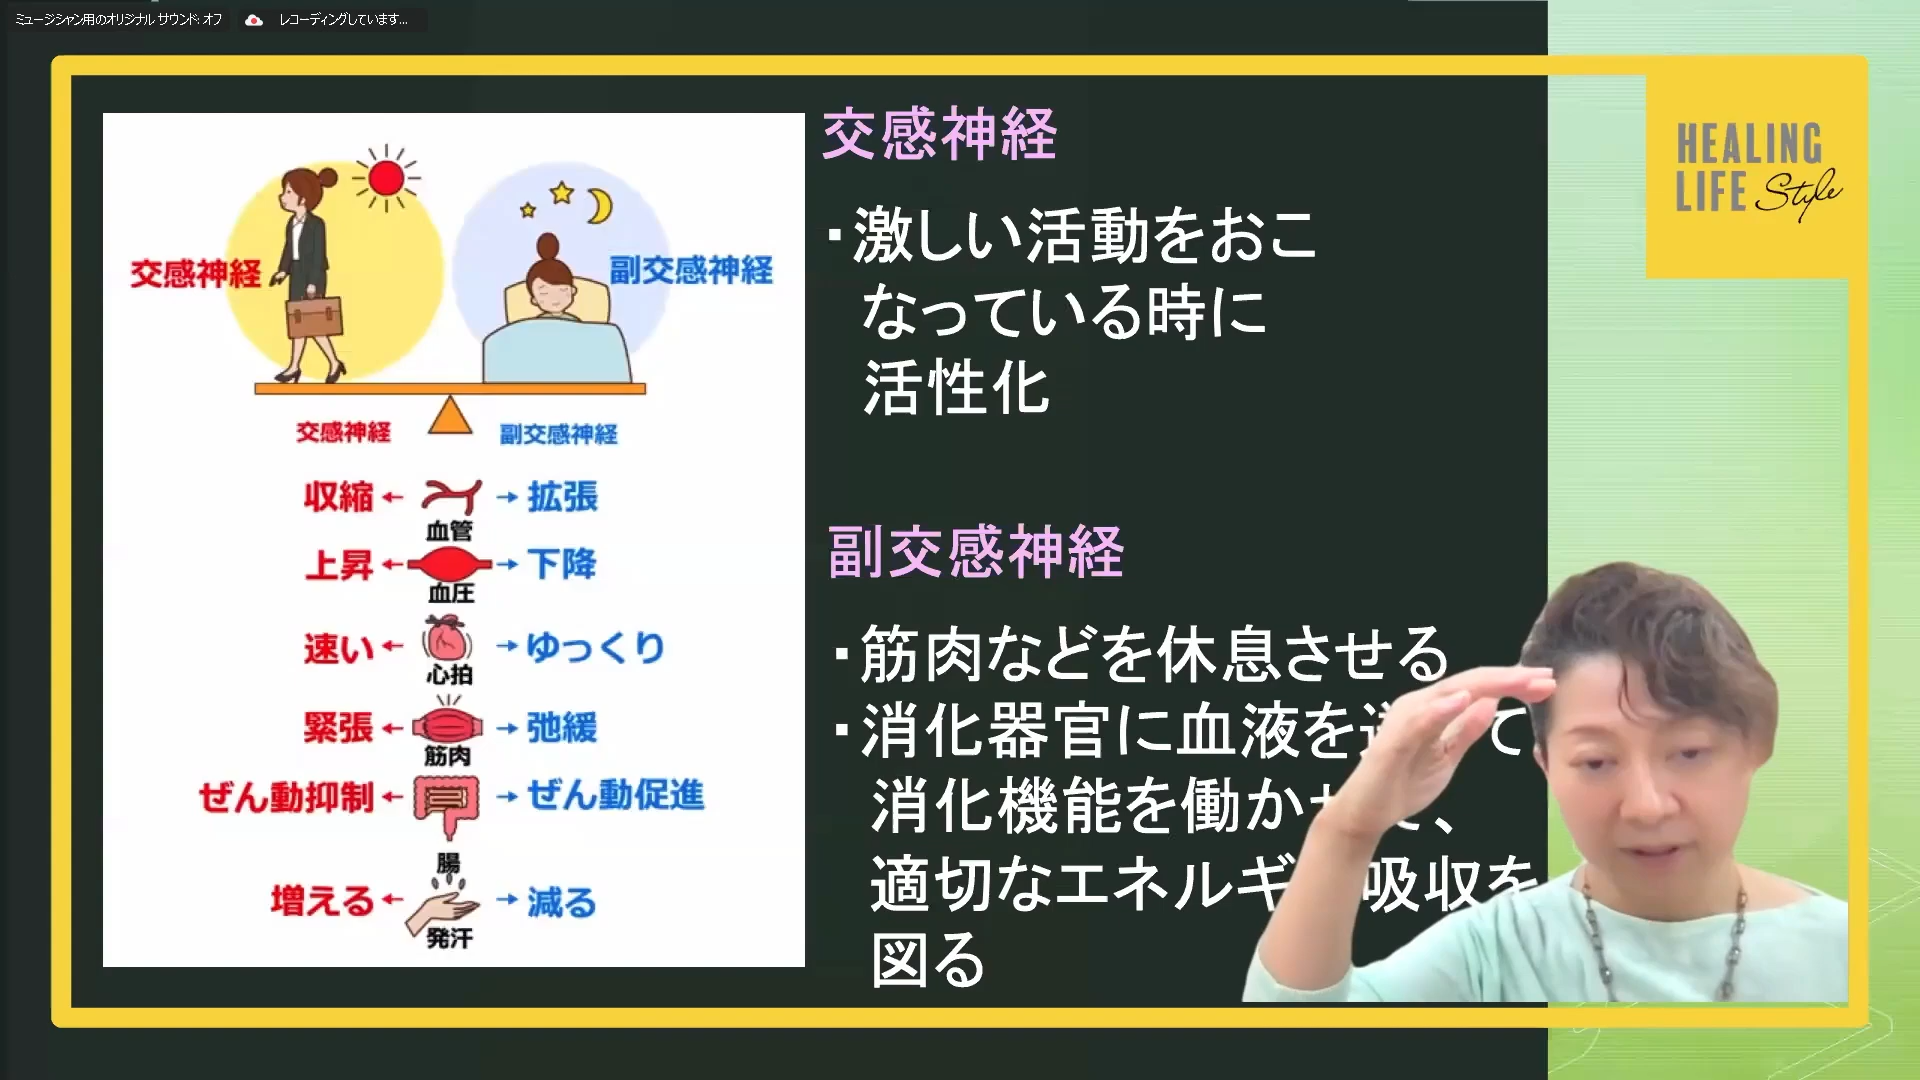 ミュージシャン用のオリジナル サウンド: オフ
レコーディングしています...
HEALING
LIFE Style
交感神経
副交感神経
交感神経
副交感神経
収縮 ← → 拡張
血管
上昇 ← → 下降
血圧
速い ← → ゆっくり
心拍
緊張 ← → 弛緩
筋肉
ぜん動抑制 ← → ぜん動促進
腸
増える ← → 減る
発汗
交感神経
・激しい活動をおこ
なっている時に
活性化
副交感神経
・筋肉などを休息させる
・消化器官に血液を て
消化機能を働か 、
適切なエネルギ 吸収を
図る